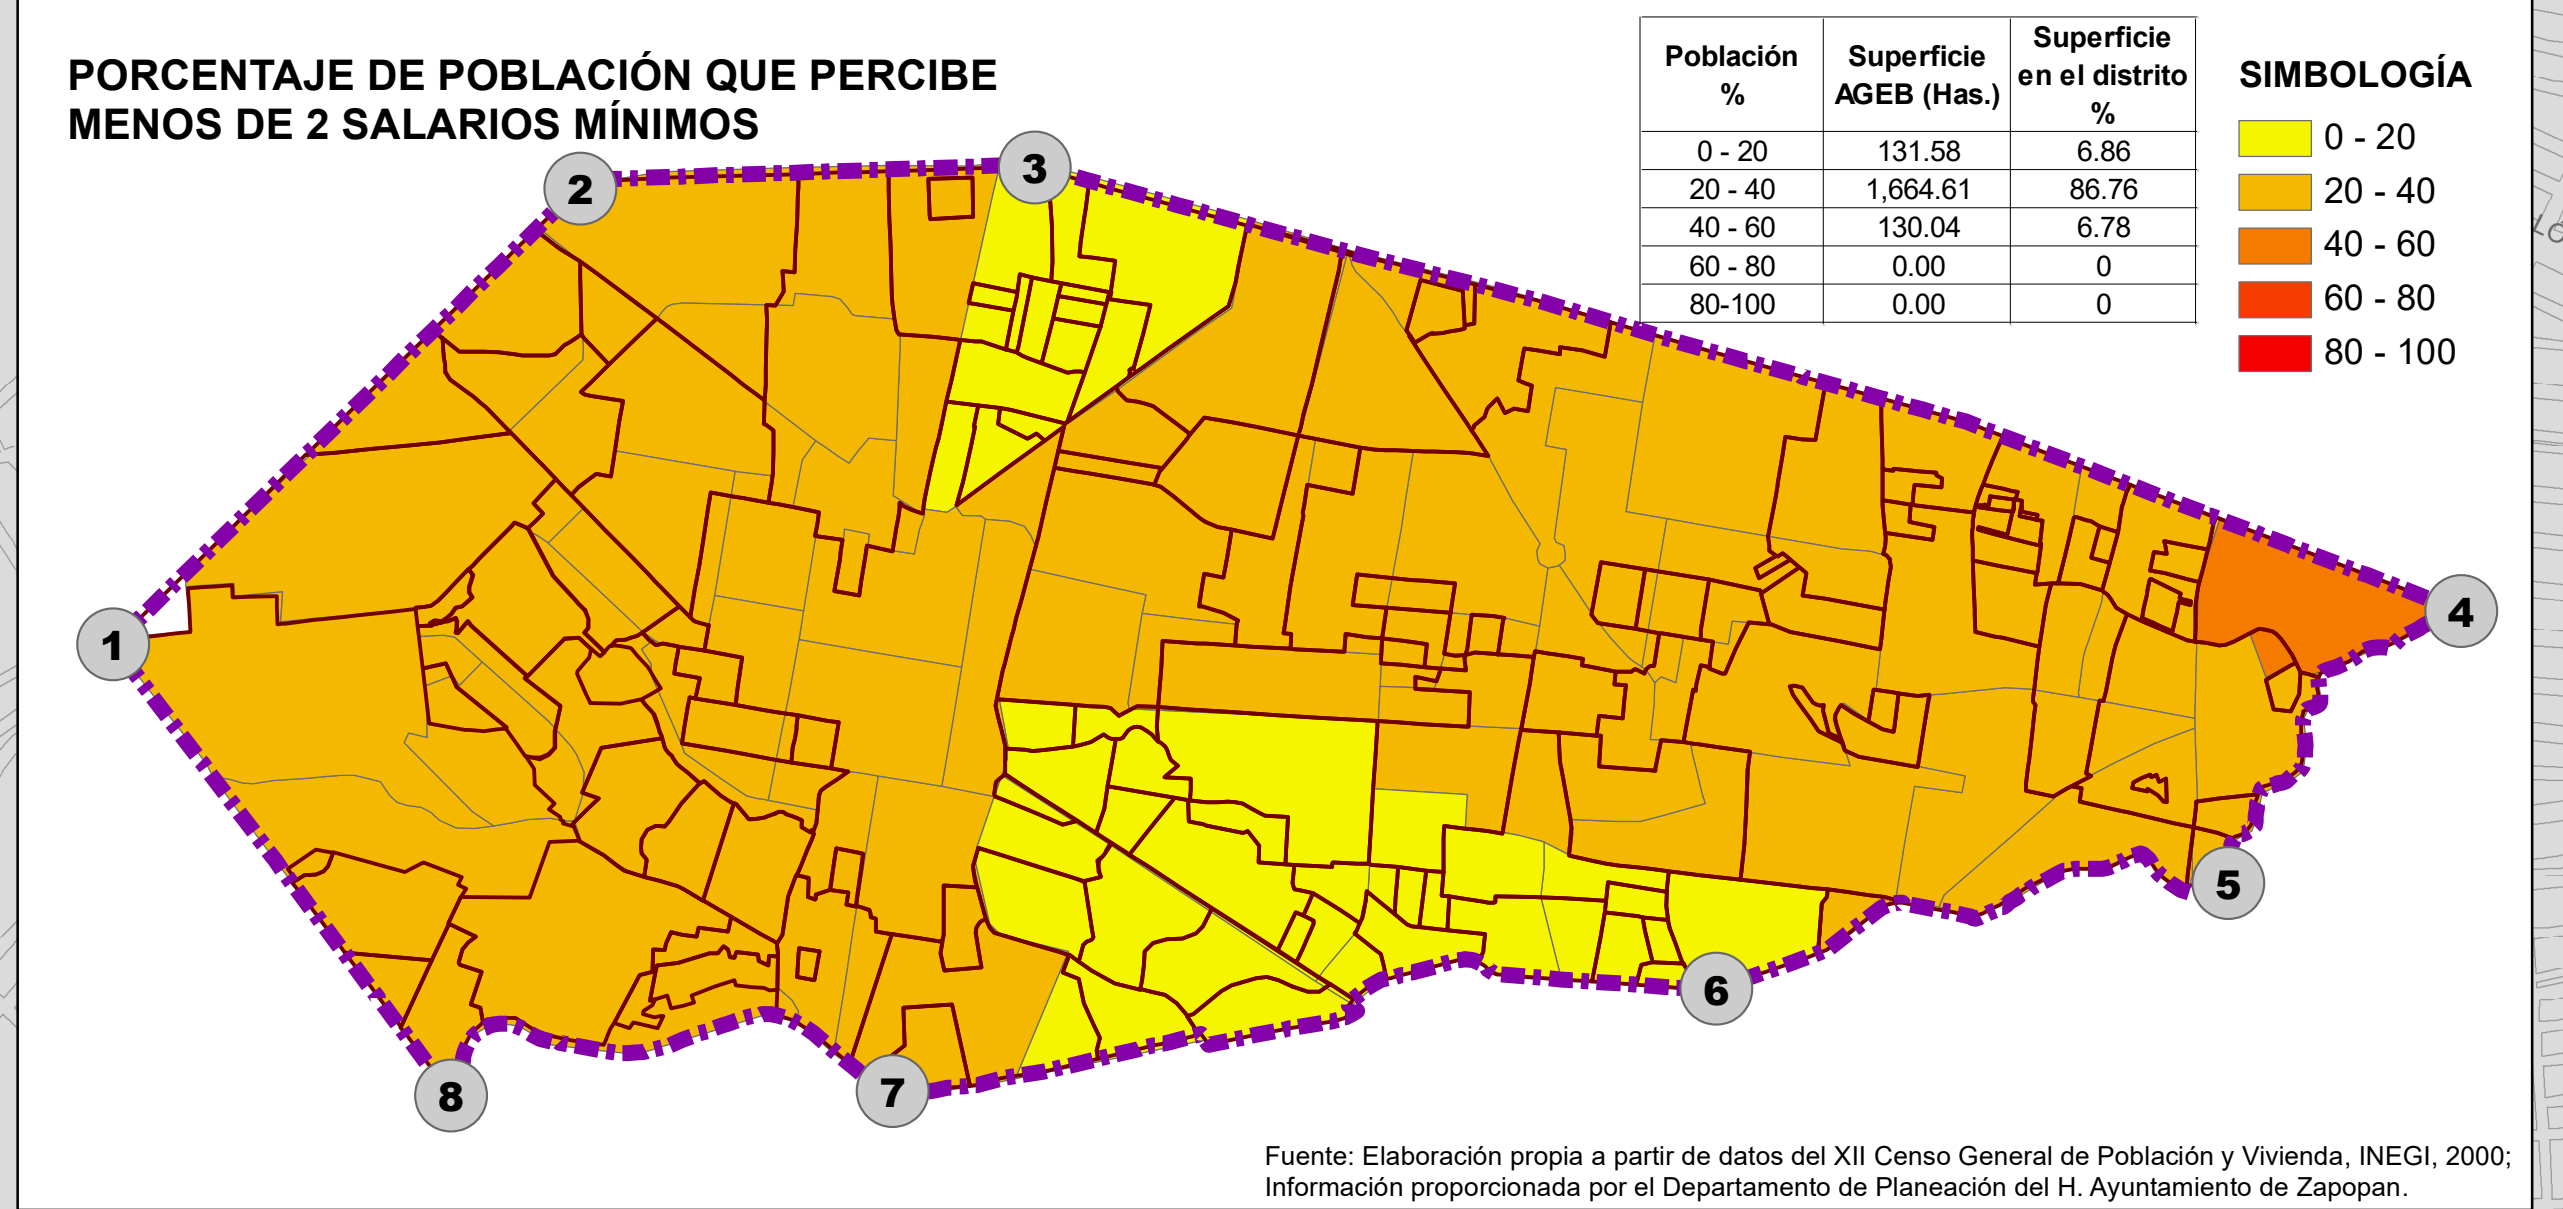 PORCENTAJE DE POBLACIÓN QUE PERCIBE
MENOS DE 2 SALARIOS MÍNIMOS
Población % Superficie AGEB (Has.) Superficie en el distrito %
0 - 20 131.58 6.86
20 - 40 1,664.61 86.76
40 - 60 130.04 6.78
60 - 80 0.00 0
80-100 0.00 0
SIMBOLOGÍA
0 - 20
20 - 40
40 - 60
60 - 80
80 - 100
2
3
1
4
5
6
7
8
Fuente: Elaboración propia a partir de datos del XII Censo General de Población y Vivienda, INEGI, 2000;
Información proporcionada por el Departamento de Planeación del H. Ayuntamiento de Zapopan.